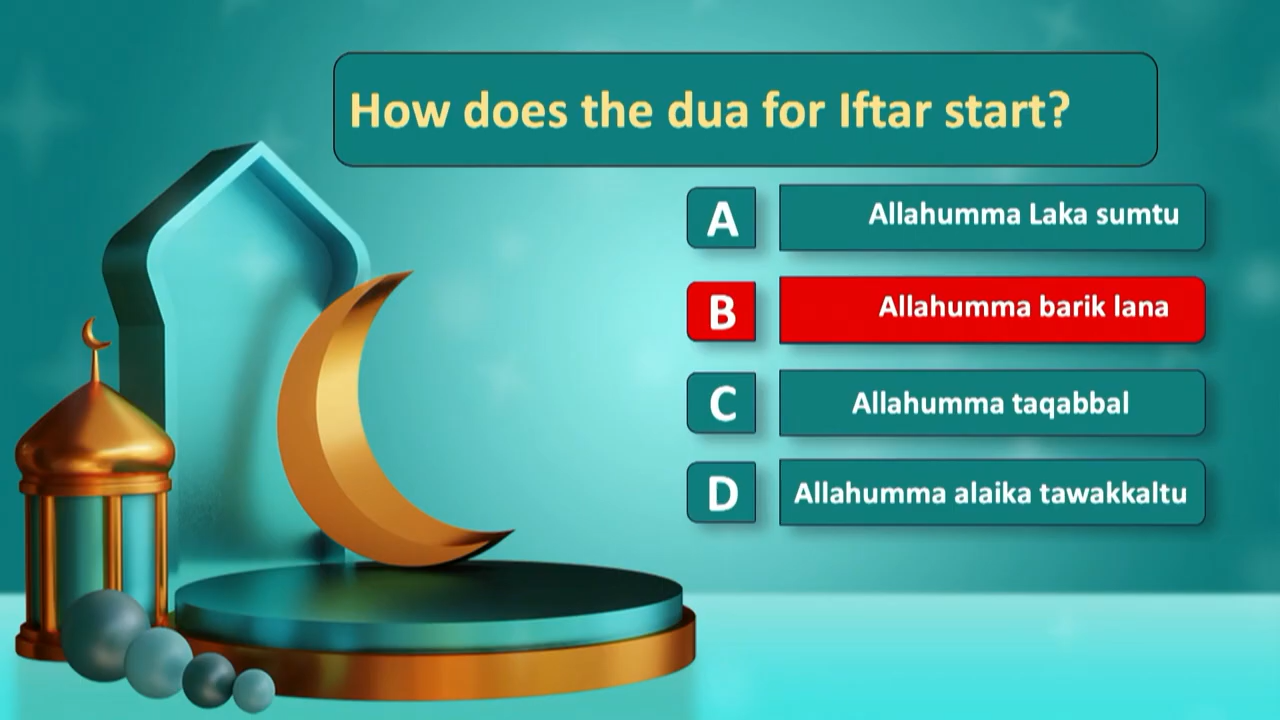 How does the dua for Iftar start?
A Allahumma Laka sumtu
B Allahumma barik lana
C Allahumma taqabbal
D Allahumma alaika tawakkaltu